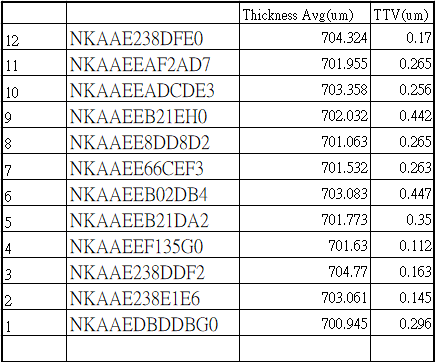 Thickness Avg(um) TTV(um)
12 NKAAE238DFE0 704.324 0.17
11 NKAAEEAF2AD7 701.955 0.265
10 NKAAEEADCDE3 703.358 0.256
9 NKAAEEB21EH0 702.032 0.442
8 NKAAEE8DD8D2 701.063 0.265
7 NKAAEE66CEF3 701.532 0.263
6 NKAAEEB02DB4 703.083 0.447
5 NKAAEEB21DA2 701.773 0.35
4 NKAAEEF135G0 701.63 0.112
3 NKAAE238DDF2 704.77 0.163
2 NKAAE238E1E6 703.061 0.145
1 NKAAEDBDDBG0 700.945 0.296